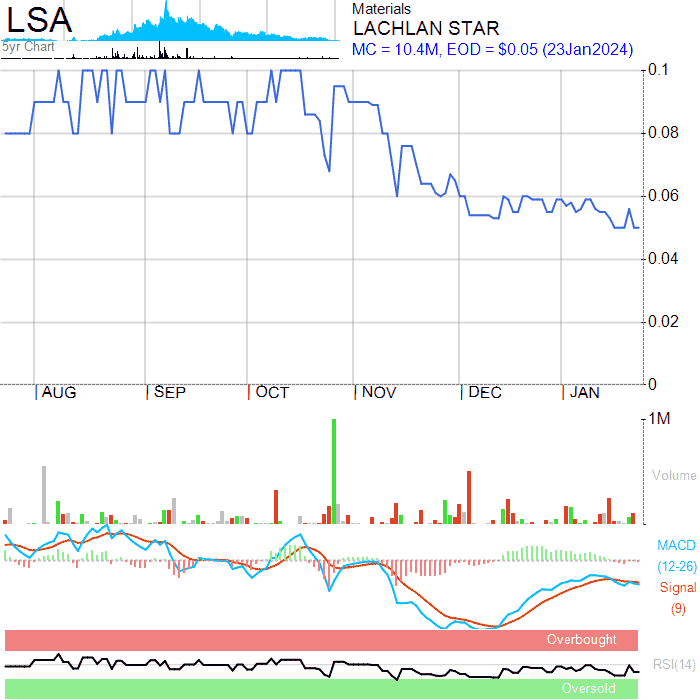 LSA
5yr Chart
Materials
LACHLAN STAR
MC = 10.4M, EOD = $0.05 (23Jan2024)
0.1
0.08
0.06
0.04
0.02
0
AUG SEP OCT NOV DEC JAN
1M
Volume
MACD
(12-26)
Signal
(9)
Overbought
RSI(14)
Oversold